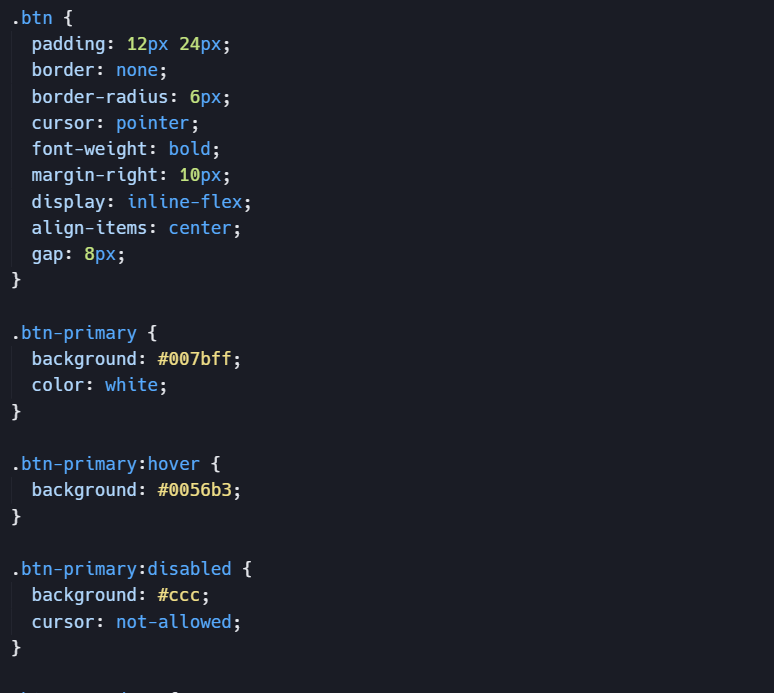 .btn {
  padding: 12px 24px;
  border: none;
  border-radius: 6px;
  cursor: pointer;
  font-weight: bold;
  margin-right: 10px;
  display: inline-flex;
  align-items: center;
  gap: 8px;
}

.btn-primary {
  background: #007bff;
  color: white;
}

.btn-primary:hover {
  background: #0056b3;
}

.btn-primary:disabled {
  background: #ccc;
  cursor: not-allowed;
}